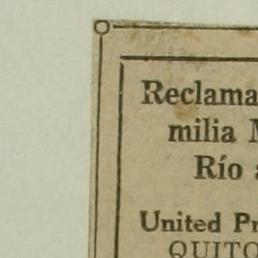 Reclama
milia M
Río a
United Pr
QUITO